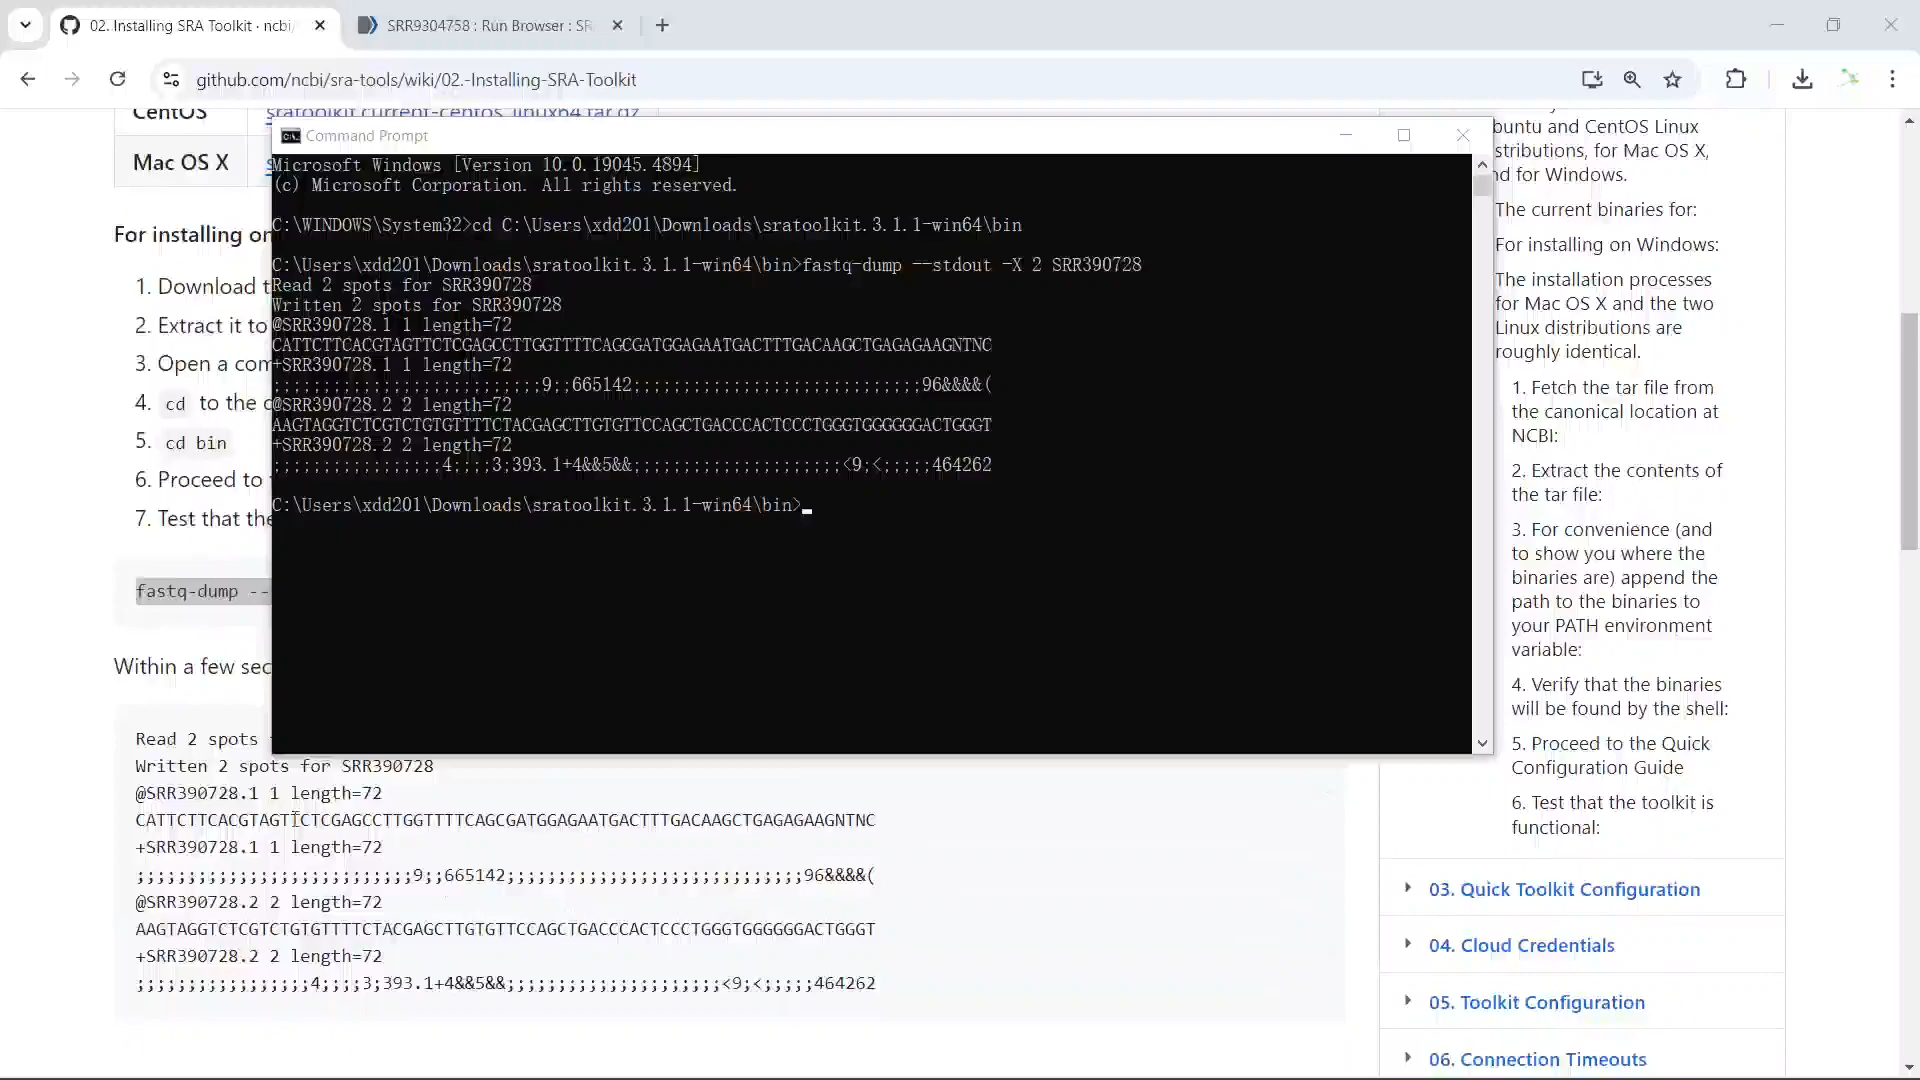 02. Installing SRA Toolkit · ncbi/
SRR9304758 : Run Browser : SR
github.com/ncbi/sra-tools/wiki/02.-Installing-SRA-Toolkit
CentOS
sratoolkit.current-centos_linux64.tar.gz
Mac OS X
For installing on
1. Download t
2. Extract it to
3. Open a com
4. cd to the c
5. cd bin
6. Proceed to
7. Test that the
fastq-dump --
Within a few sec
Read 2 spots
Written 2 spots for SRR390728
@SRR390728.1 1 length=72
CATTCTTCACGTAGTTCTCGAGCCTTGGTTTTCAGCGATGGAGAATGACTTTGACAAGCTGAGAGAAGNTNC
+SRR390728.1 1 length=72
;;;;;;;;;;;;;;;;;;;;;;;;;;;9;;665142;;;;;;;;;;;;;;;;;;;;;;;;;;;;;96&&&&(
@SRR390728.2 2 length=72
AAGTAGGTCTCGTCTGTGTTTTCTACGAGCTTGTGTTCCAGCTGACCCACTCCCTGGGTGGGGGGACTGGGT
+SRR390728.2 2 length=72
;;;;;;;;;;;;;;;;;4;;;;3;393.1+4&&5&&;;;;;;;;;;;;;;;;;;;;;<9;<;;;;;464262
Command Prompt
Microsoft Windows [Version 10.0.19045.4894]
(c) Microsoft Corporation. All rights reserved.
C:\WINDOWS\System32>cd C:\Users\xdd201\Downloads\sratoolkit.3.1.1-win64\bin
C:\Users\xdd201\Downloads\sratoolkit.3.1.1-win64\bin>fastq-dump --stdout -X 2 SRR390728
Read 2 spots for SRR390728
Written 2 spots for SRR390728
@SRR390728.1 1 length=72
CATTCTTCACGTAGTTCTCGAGCCTTGGTTTTCAGCGATGGAGAATGACTTTGACAAGCTGAGAGAAGNTNC
+SRR390728.1 1 length=72
;;;;;;;;;;;;;;;;;;;;;;;;;;;9;;665142;;;;;;;;;;;;;;;;;;;;;;;;;;;;;96&&&&(
@SRR390728.2 2 length=72
AAGTAGGTCTCGTCTGTGTTTTCTACGAGCTTGTGTTCCAGCTGACCCACTCCCTGGGTGGGGGGACTGGGT
+SRR390728.2 2 length=72
;;;;;;;;;;;;;;;;;4;;;;3;393.1+4&&5&&;;;;;;;;;;;;;;;;;;;;;<9;<;;;;;464262
C:\Users\xdd201\Downloads\sratoolkit.3.1.1-win64\bin>
buntu and CentOS Linux
stributions, for Mac OS X,
nd for Windows.
The current binaries for:
For installing on Windows:
The installation processes
for Mac OS X and the two
Linux distributions are
roughly identical.
1. Fetch the tar file from
the canonical location at
NCBI:
2. Extract the contents of
the tar file:
3. For convenience (and
to show you where the
binaries are) append the
path to the binaries to
your PATH environment
variable:
4. Verify that the binaries
will be found by the shell:
5. Proceed to the Quick
Configuration Guide
6. Test that the toolkit is
functional:
03. Quick Toolkit Configuration
04. Cloud Credentials
05. Toolkit Configuration
06. Connection Timeouts